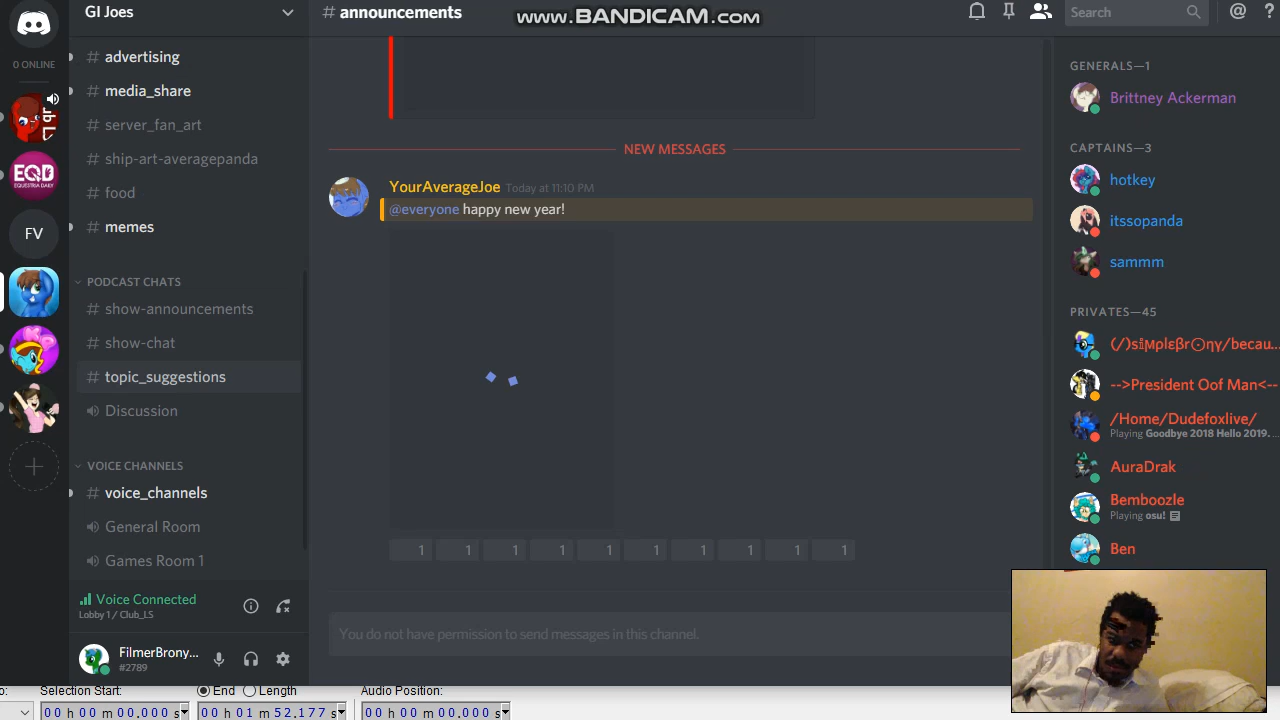 www.BANDICAM.com
GI Joes
# announcements
Search
@ ?
0 ONLINE
EQD
EQUESTRIA DAILY
FV
# advertising
# media_share
# server_fan_art
# ship-art-averagepanda
# food
# memes
PODCAST CHATS
# show-announcements
# show-chat
# topic_suggestions
Discussion
VOICE CHANNELS
# voice_channels
General Room
Games Room 1
Voice Connected
Lobby 1 / Club_LS
FilmerBrony...
#2789
NEW MESSAGES
YourAverageJoe Today at 11:10 PM
@everyone happy new year!
1 1 1 1 1 1 1 1 1 1
You do not have permission to send messages in this channel.
GENERALS—1
Brittney Ackerman
CAPTAINS—3
hotkey
itssopanda
sammm
PRIVATES—45
-->President Oof Man<--
/Home/Dudefoxlive/
Playing Goodbye 2018 Hello 2019. ...
AuraDrak
Bemboozle
Playing osu!
Ben
Selection Start:
End
Length
Audio Position:
00 h 00 m 00.000 s
00 h 01 m 52.177 s
00 h 00 m 00.000 s